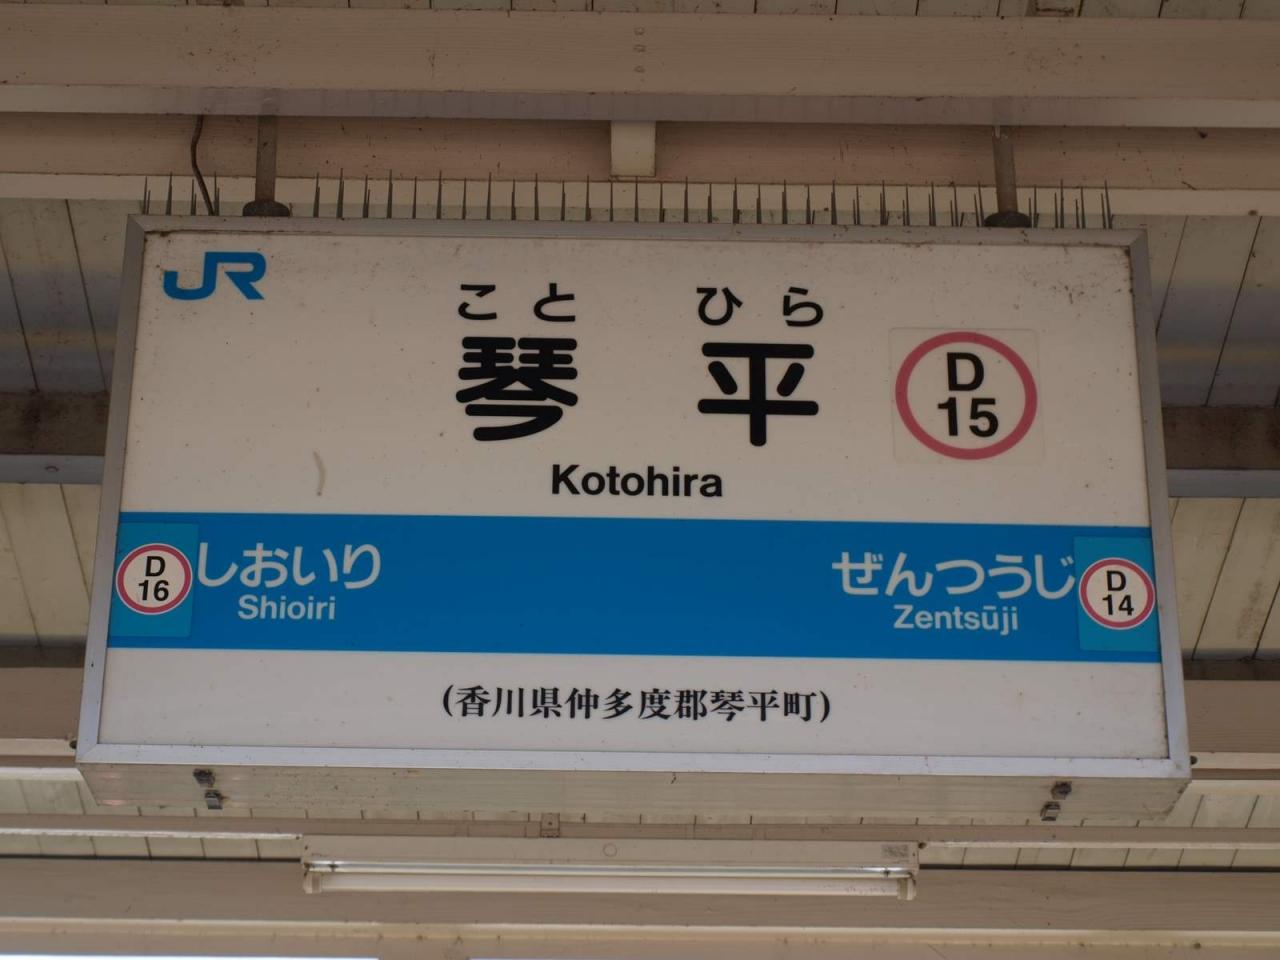 JR
こと ひら
琴平
D
15
Kotohira
D
16
しおいり
Shioiri
ぜんつうじ
Zentsūji
D
14
(香川県仲多度郡琴平町)